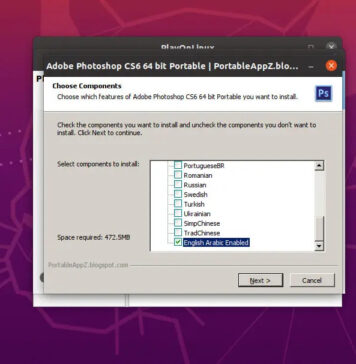 PlayOnLinux
Adobe Photoshop CS6 64 bit Portable | PortableAppZ.blo...
Choose Components
Choose which features of Adobe Photoshop CS6 64 bit Portable you want to install.
Ps
Check the components you want to install and uncheck the components you don't want to
install. Click Next to continue.
Select components to install:
PortugueseBR
Romanian
Russian
Swedish
Turkish
Ukrainian
SimpChinese
TradChinese
English Arabic Enabled
Space required: 472.5MB
PortableAppZ.blogspot.com
Next >
Cancel